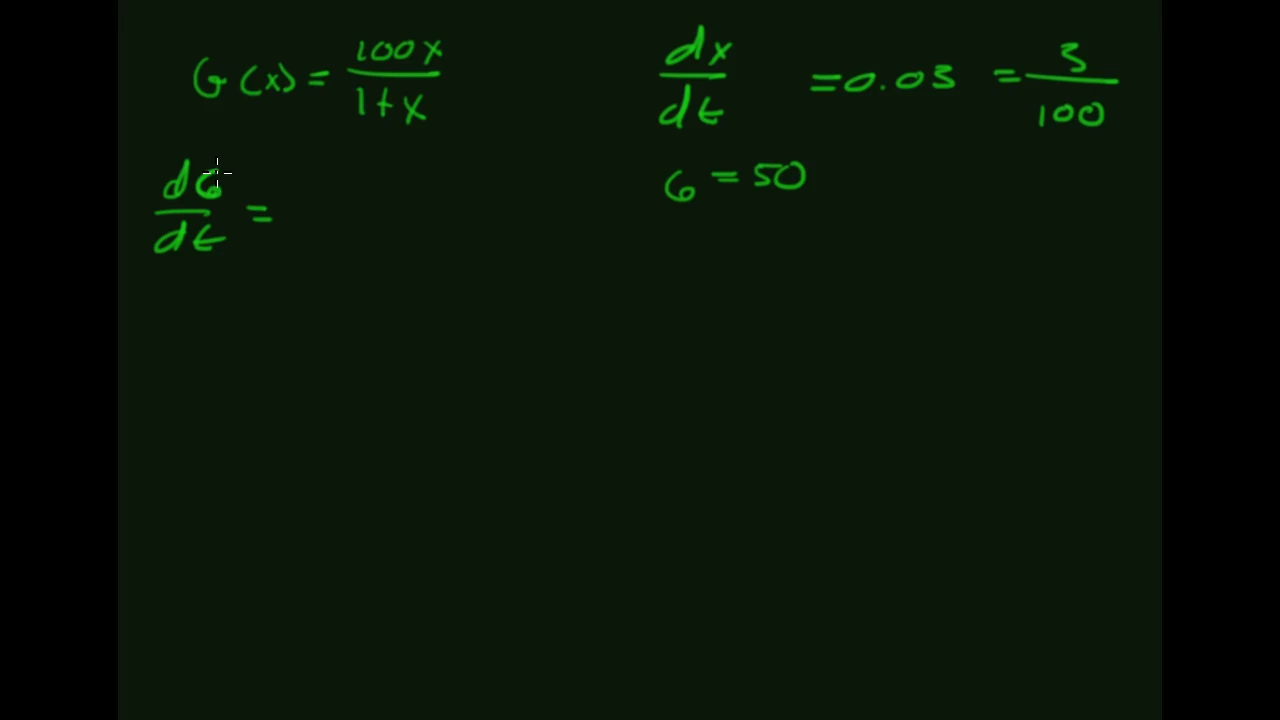 G(x) = 100x / 1+x
dx/dt = 0.03 = 3/100
G = 50
dG/dt =